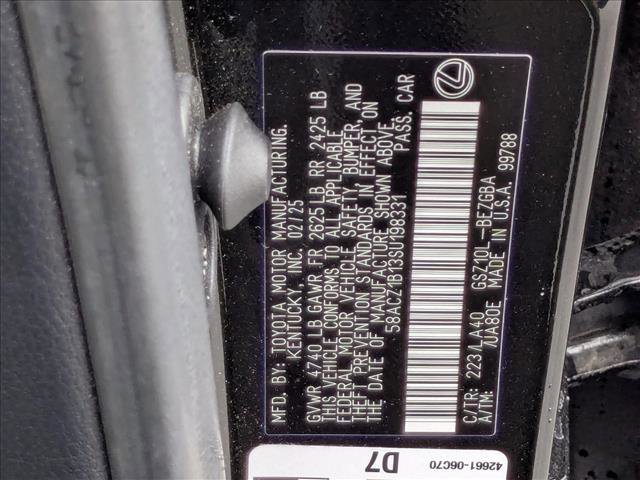 MFD. BY: TOYOTA MOTOR MANUFACTURING.
KENTUCKY, INC. 02/25
GVWR 4740 LB GAWR FR 2625 LB RR 2425 LB
THIS VEHICLE CONFORMS TO ALL APPLICABLE
FEDERAL MOTOR VEHICLE SAFETY, BUMPER, AND
THEFT PREVENTION STANDARDS IN EFFECT ON
THE DATE OF MANUFACTURE SHOWN ABOVE.
58ACZ1B13SU198331 PASS. CAR
C/TR: 223/LA40 GSZ10L-BEZGBA
A/TM: /UA80E MADE IN U.S.A. 99788
42661-06C70
D7